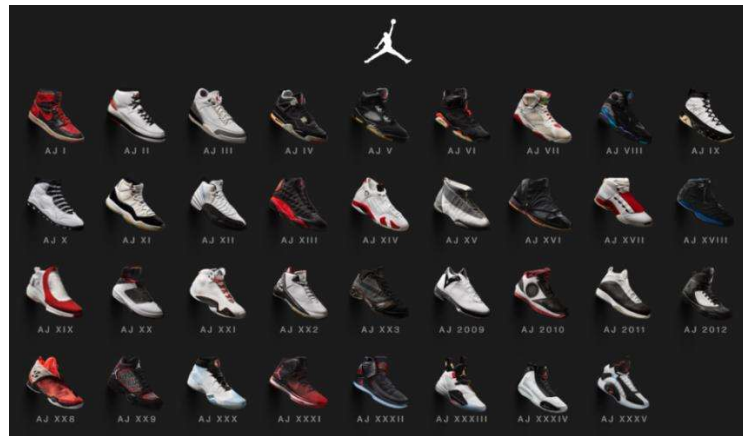 AJ I AJ II AJ III AJ IV AJ V AJ VI AJ VII AJ VIII AJ IX
AJ X AJ XI AJ XII AJ XIII AJ XIV AJ XV AJ XVI AJ XVII AJ XVIII
AJ XIX AJ XX AJ XXI AJ XX2 AJ XX3 AJ 2009 AJ 2010 AJ 2011 AJ 2012
AJ XX8 AJ XX9 AJ XXX AJ XXXI AJ XXXII AJ XXXIII AJ XXXIV AJ XXXV